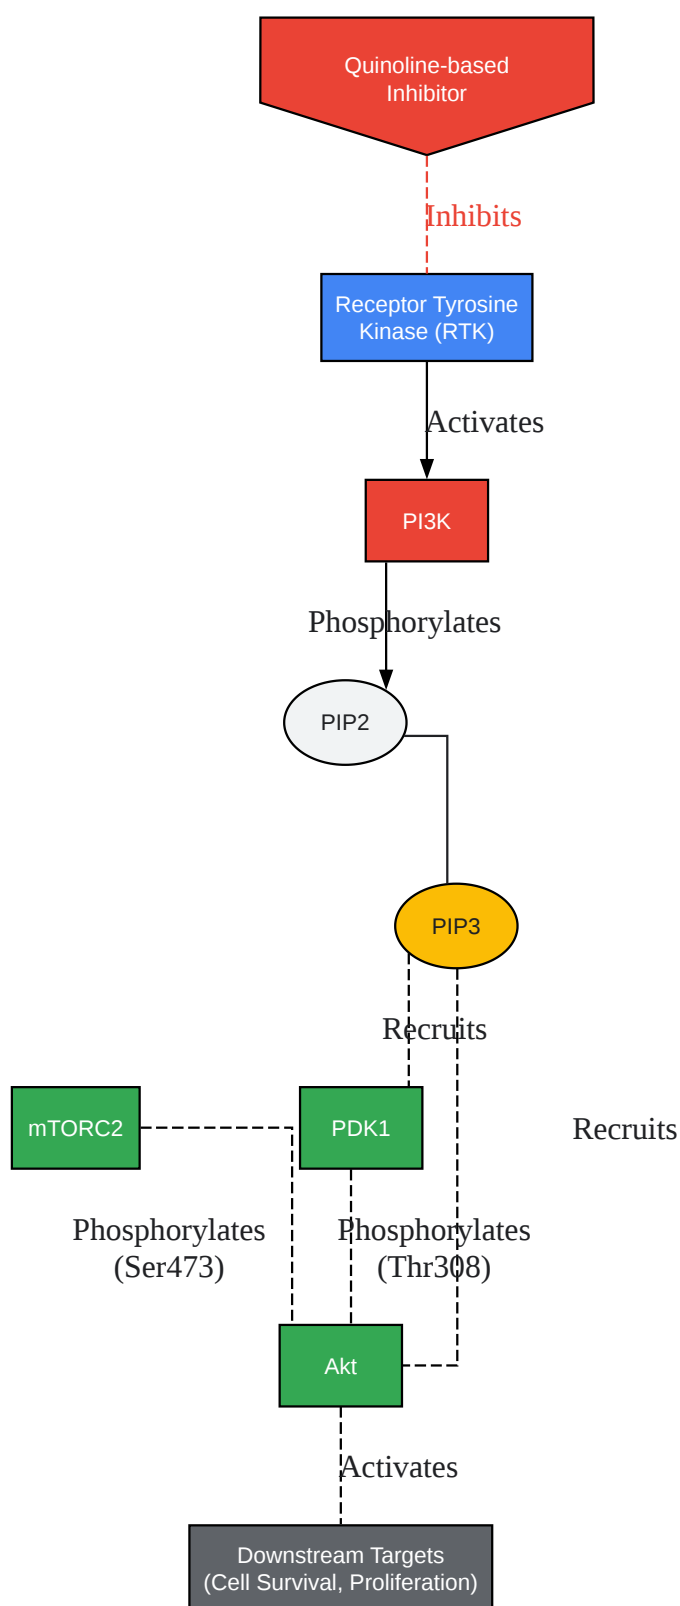 Quinoline-based
Inhibitor
Inhibits
Receptor Tyrosine
Kinase (RTK)
Activates
PI3K
Phosphorylates
PIP2
PIP3
Recruits
mTORC2
PDK1
Recruits
Phosphorylates
(Ser473)
Phosphorylates
(Thr308)
Akt
Activates
Downstream Targets
(Cell Survival, Proliferation)